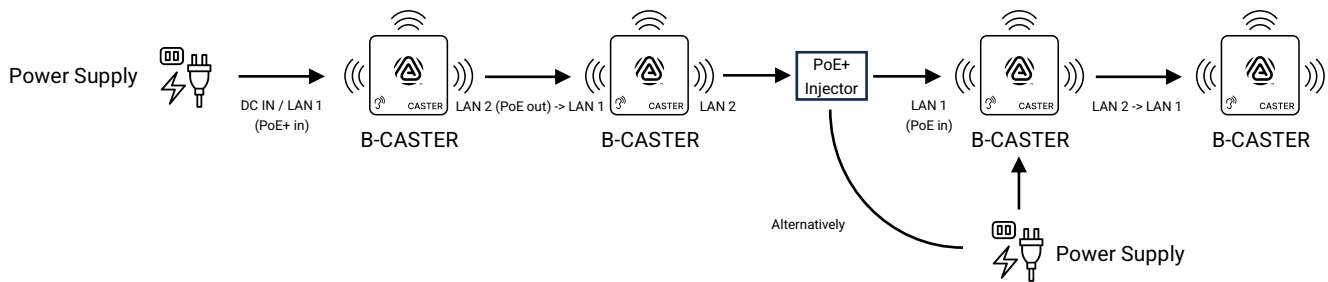 Power Supply
DC IN / LAN 1
(PoE+ in)
CASTER
B-CASTER
LAN 2 (PoE out) -> LAN 1
CASTER
B-CASTER
LAN 2
PoE+
Injector
LAN 1
(PoE in)
CASTER
B-CASTER
LAN 2 -> LAN 1
CASTER
B-CASTER
Alternatively
Power Supply